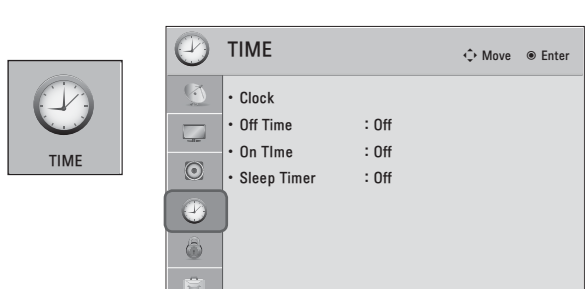 TIME
TIME
Move Enter
• Clock
• Off Time : Off
• On TIme : Off
• Sleep Timer : Off